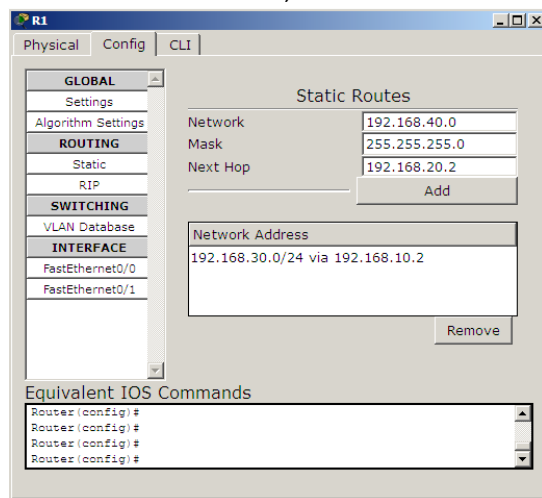 R1
Physical Config CLI
GLOBAL
Settings
Algorithm Settings
ROUTING
Static
RIP
SWITCHING
VLAN Database
INTERFACE
FastEthernet0/0
FastEthernet0/1
Static Routes
Network 192.168.40.0
Mask 255.255.255.0
Next Hop 192.168.20.2
Add
Network Address
192.168.30.0/24 via 192.168.10.2
Remove
Equivalent IOS Commands
Router(config)#
Router(config)#
Router(config)#
Router(config)#